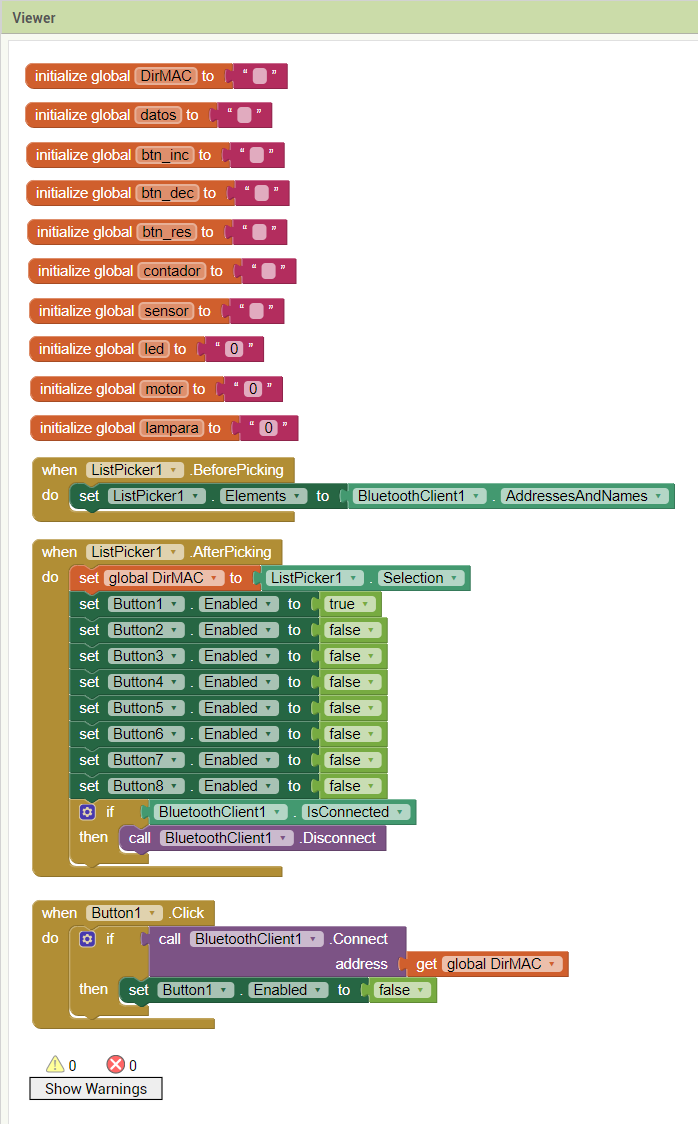 Viewer
initialize global DirMAC to " "
initialize global datos to " "
initialize global btn_inc to " "
initialize global btn_dec to " "
initialize global btn_res to " "
initialize global contador to " "
initialize global sensor to " "
initialize global led to " 0 "
initialize global motor to " 0 "
initialize global lampara to " 0 "
when ListPicker1 .BeforePicking
do set ListPicker1 . Elements to BluetoothClient1 . AddressesAndNames
when ListPicker1 .AfterPicking
do set global DirMAC to ListPicker1 . Selection
set Button1 . Enabled to true
set Button2 . Enabled to false
set Button3 . Enabled to false
set Button4 . Enabled to false
set Button5 . Enabled to false
set Button6 . Enabled to false
set Button7 . Enabled to false
set Button8 . Enabled to false
if BluetoothClient1 . IsConnected
then call BluetoothClient1 .Disconnect
when Button1 .Click
do if call BluetoothClient1 .Connect
address get global DirMAC
then set Button1 . Enabled to false
0 0
Show Warnings